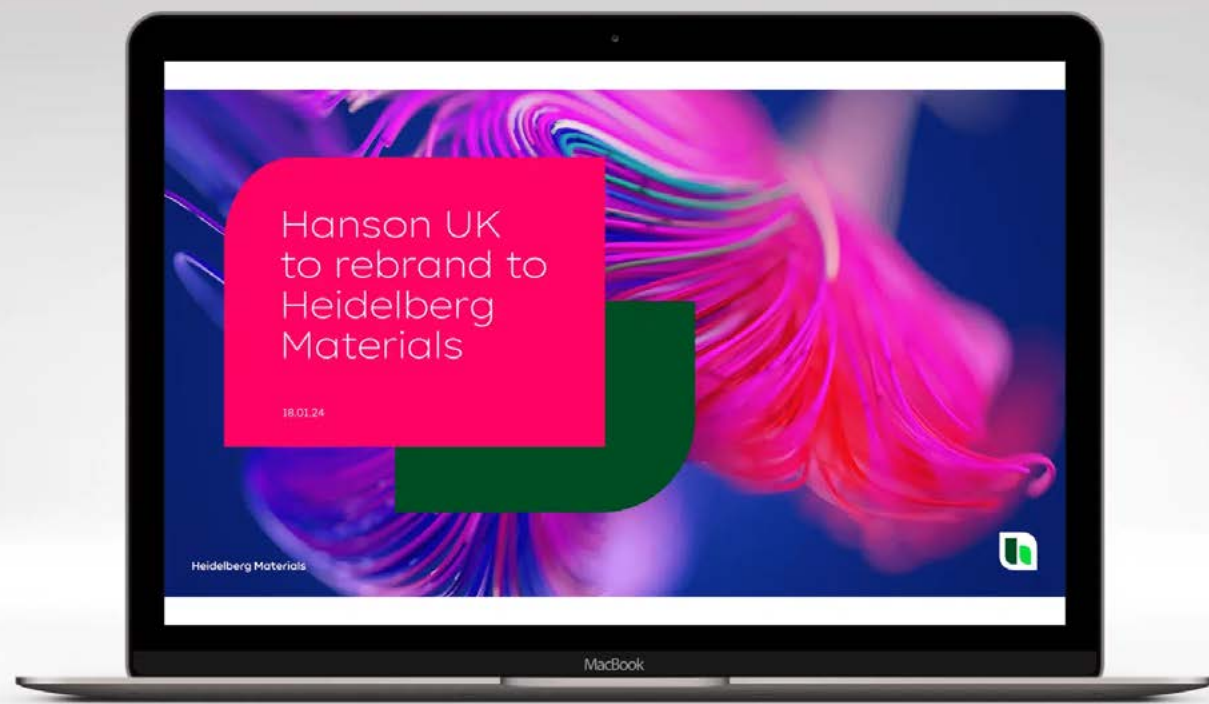 Hanson UK
to rebrand to
Heidelberg
Materials
18.01.24
Heidelberg Materials
MacBook